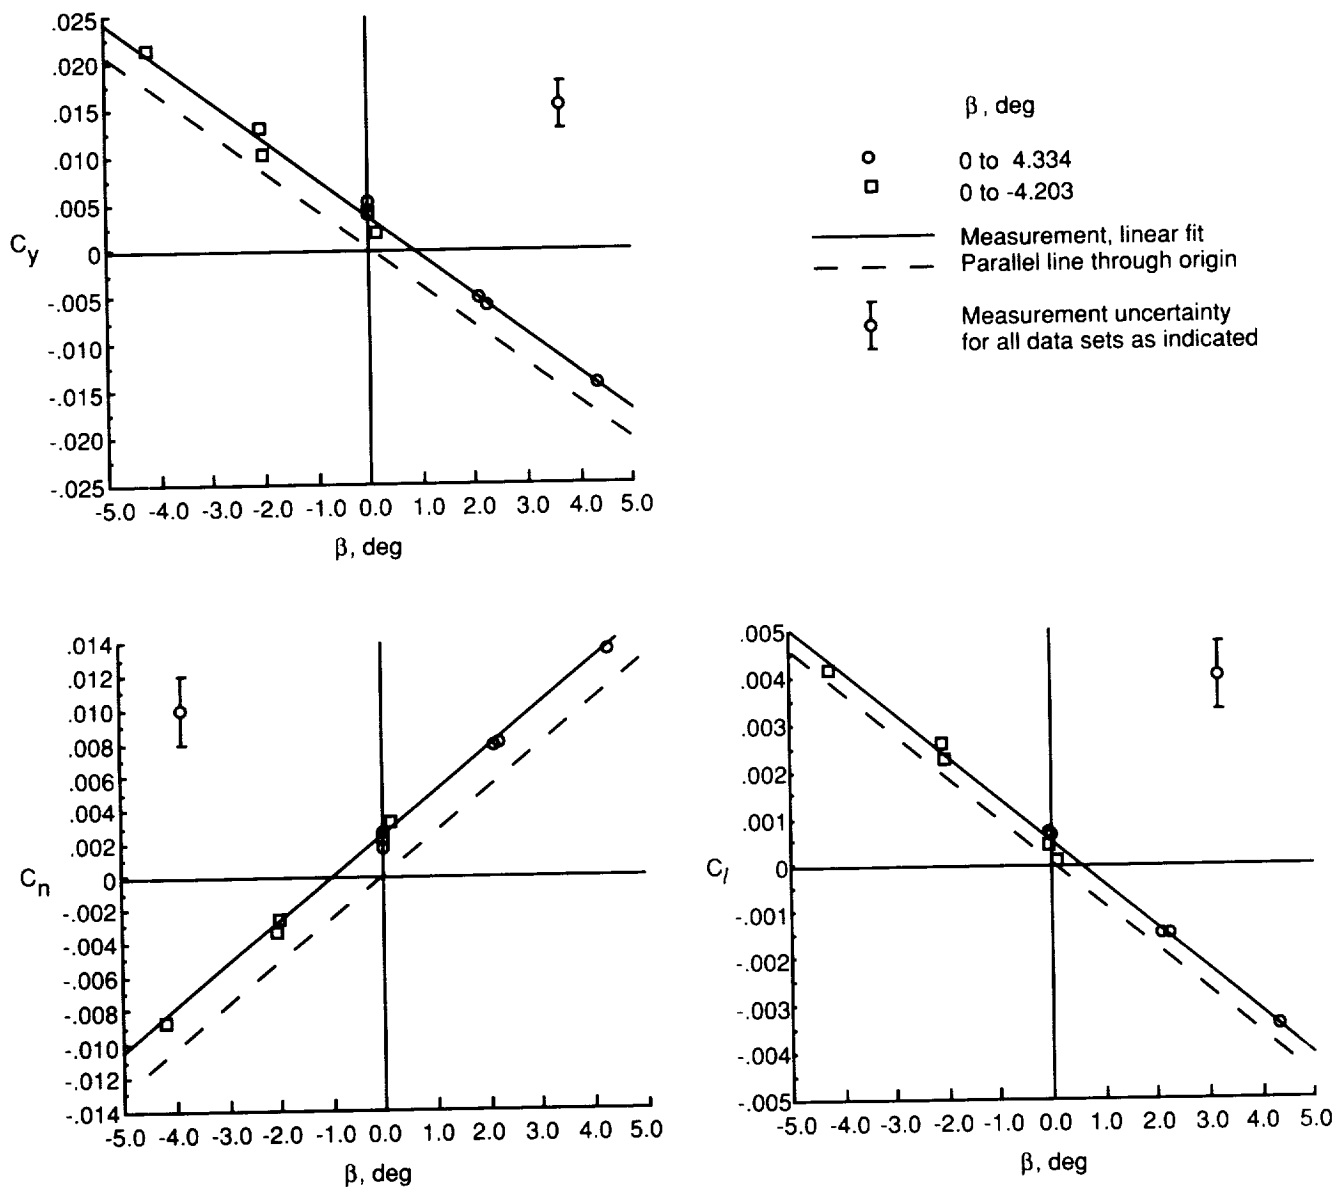 .025
.020
.015
.010
.005
0
-.005
-.010
-.015
-.020
-.025
Cy
-5.0 -4.0 -3.0 -2.0 -1.0 0.0 1.0 2.0 3.0 4.0 5.0
β, deg
β, deg
0 to 4.334
0 to -4.203
Measurement, linear fit
Parallel line through origin
Measurement uncertainty
for all data sets as indicated
.014
.012
.010
.008
.006
.004
.002
0
-.002
-.004
-.006
-.008
-.010
-.012
-.014
Cn
-5.0 -4.0 -3.0 -2.0 -1.0 0.0 1.0 2.0 3.0 4.0 5.0
β, deg
.005
.004
.003
.002
.001
0
-.001
-.002
-.003
-.004
-.005
Cl
-5.0 -4.0 -3.0 -2.0 -1.0 0.0 1.0 2.0 3.0 4.0 5.0
β, deg